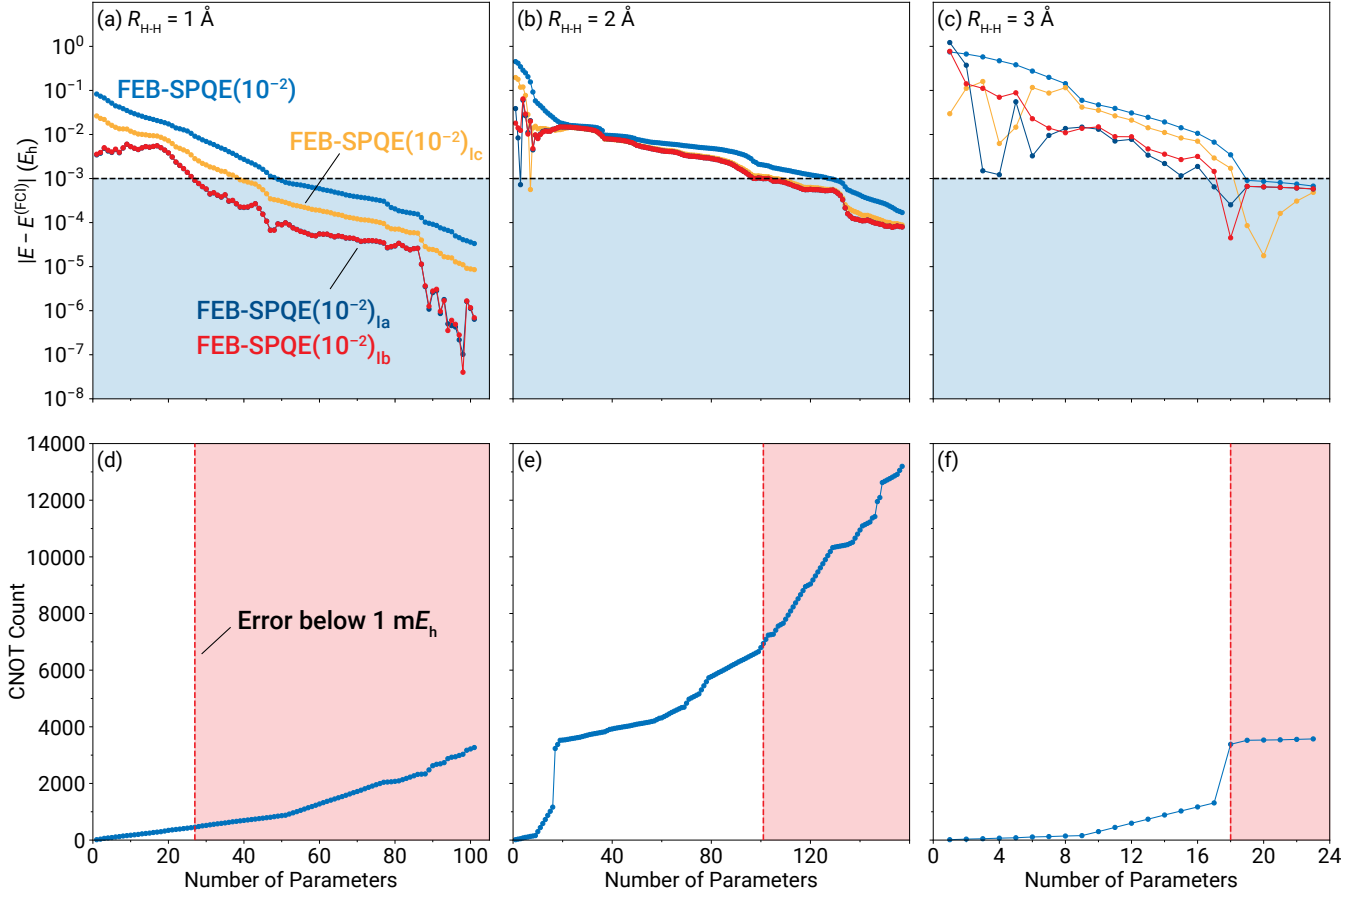 (a) R_H-H = 1 Å
(b) R_H-H = 2 Å
(c) R_H-H = 3 Å
|E − E^(FCI)| (E_h)
10^0
10^−1
10^−2
10^−3
10^−4
10^−5
10^−6
10^−7
10^−8
FEB-SPQE(10^−2)
FEB-SPQE(10^−2)_Ic
FEB-SPQE(10^−2)_Ia
FEB-SPQE(10^−2)_Ib
(d)
(e)
(f)
CNOT Count
14000
12000
10000
8000
6000
4000
2000
0
Error below 1 mE_h
0 20 40 60 80 100
0 40 80 120
0 4 8 12 16 20 24
Number of Parameters
Number of Parameters
Number of Parameters